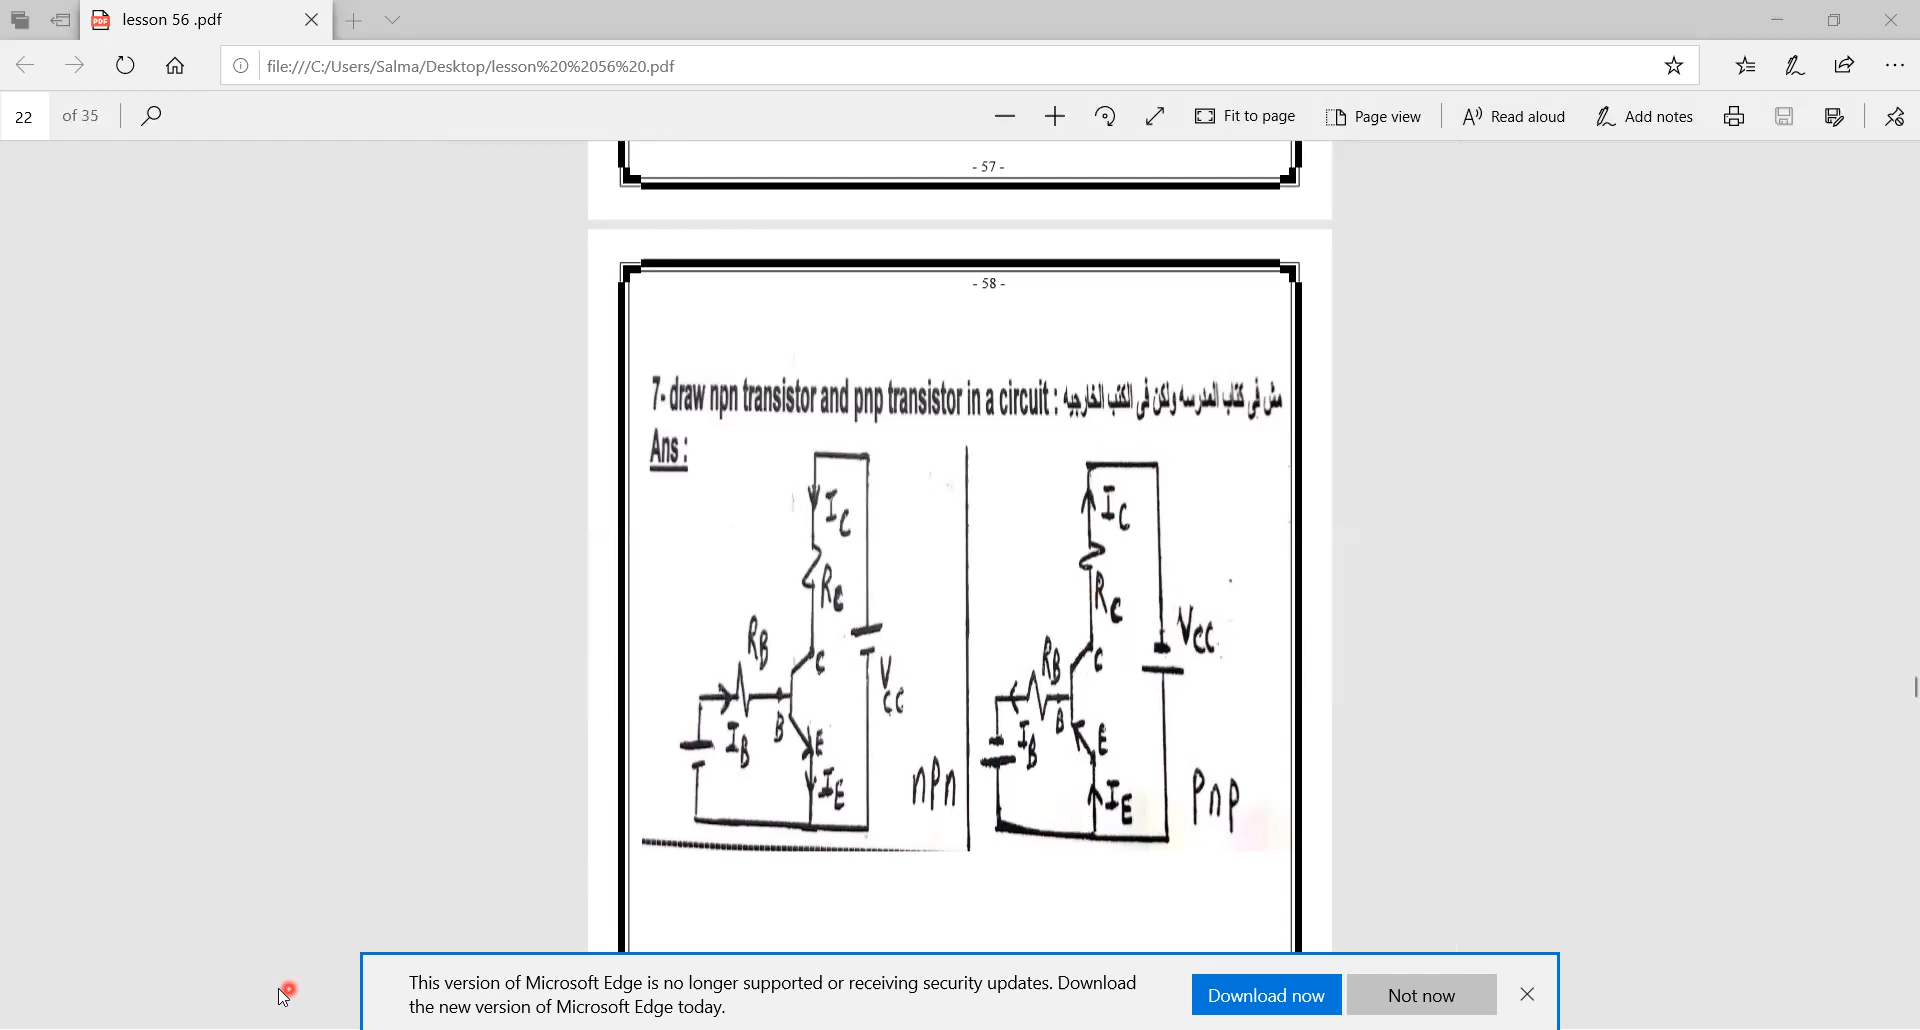 lesson 56 .pdf
file:///C:/Users/Salma/Desktop/lesson%20%2056%20.pdf
22 of 35
Fit to page
Page view
Read aloud
Add notes
- 57 -
- 58 -
7- draw npn transistor and pnp transistor in a circuit : مش في كتاب المدرسه ولكن في الكتب الخارجيه
Ans :
IC
RC
RB
C
VCC
B
IB
E
IE
nPn
IC
RC
VCC
RB
C
B
IB
E
IE
PnP
This version of Microsoft Edge is no longer supported or receiving security updates. Download
the new version of Microsoft Edge today.
Download now
Not now